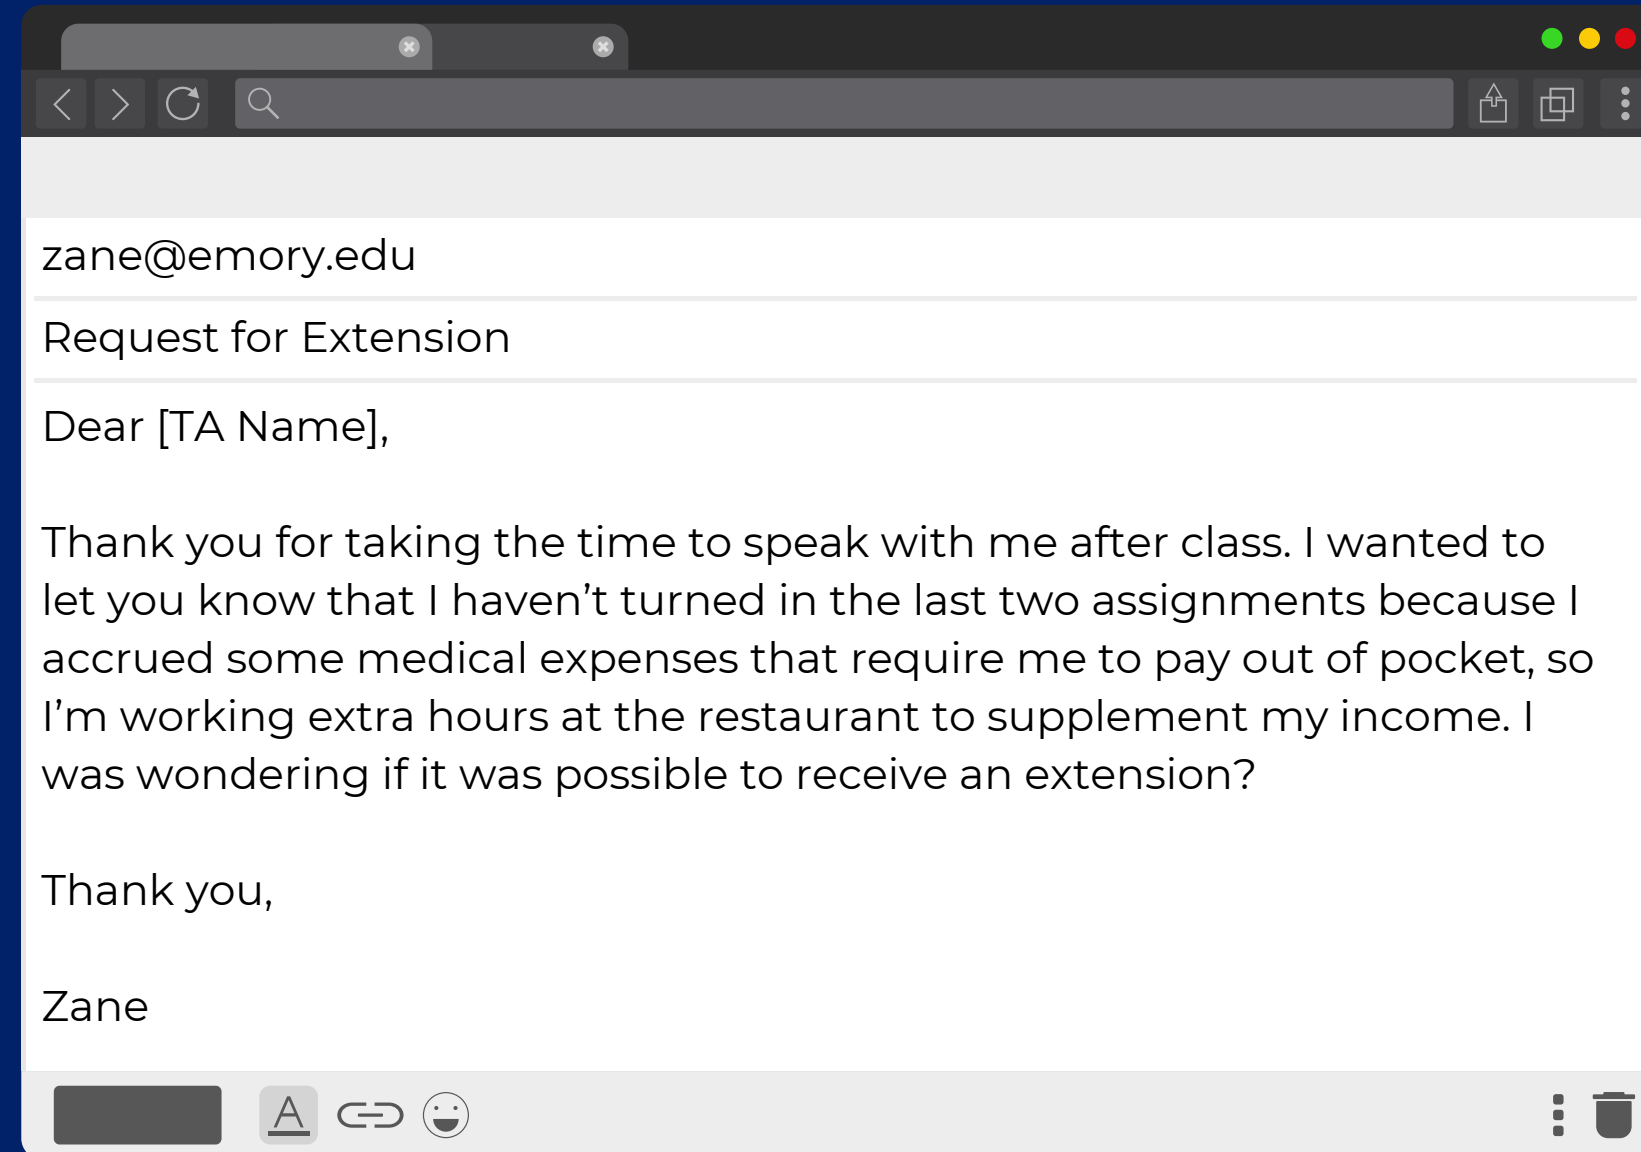 zane@emory.edu
Request for Extension
Dear [TA Name],
Thank you for taking the time to speak with me after class. I wanted to
let you know that I haven’t turned in the last two assignments because I
accrued some medical expenses that require me to pay out of pocket, so
I’m working extra hours at the restaurant to supplement my income. I
was wondering if it was possible to receive an extension?
Thank you,
Zane
A